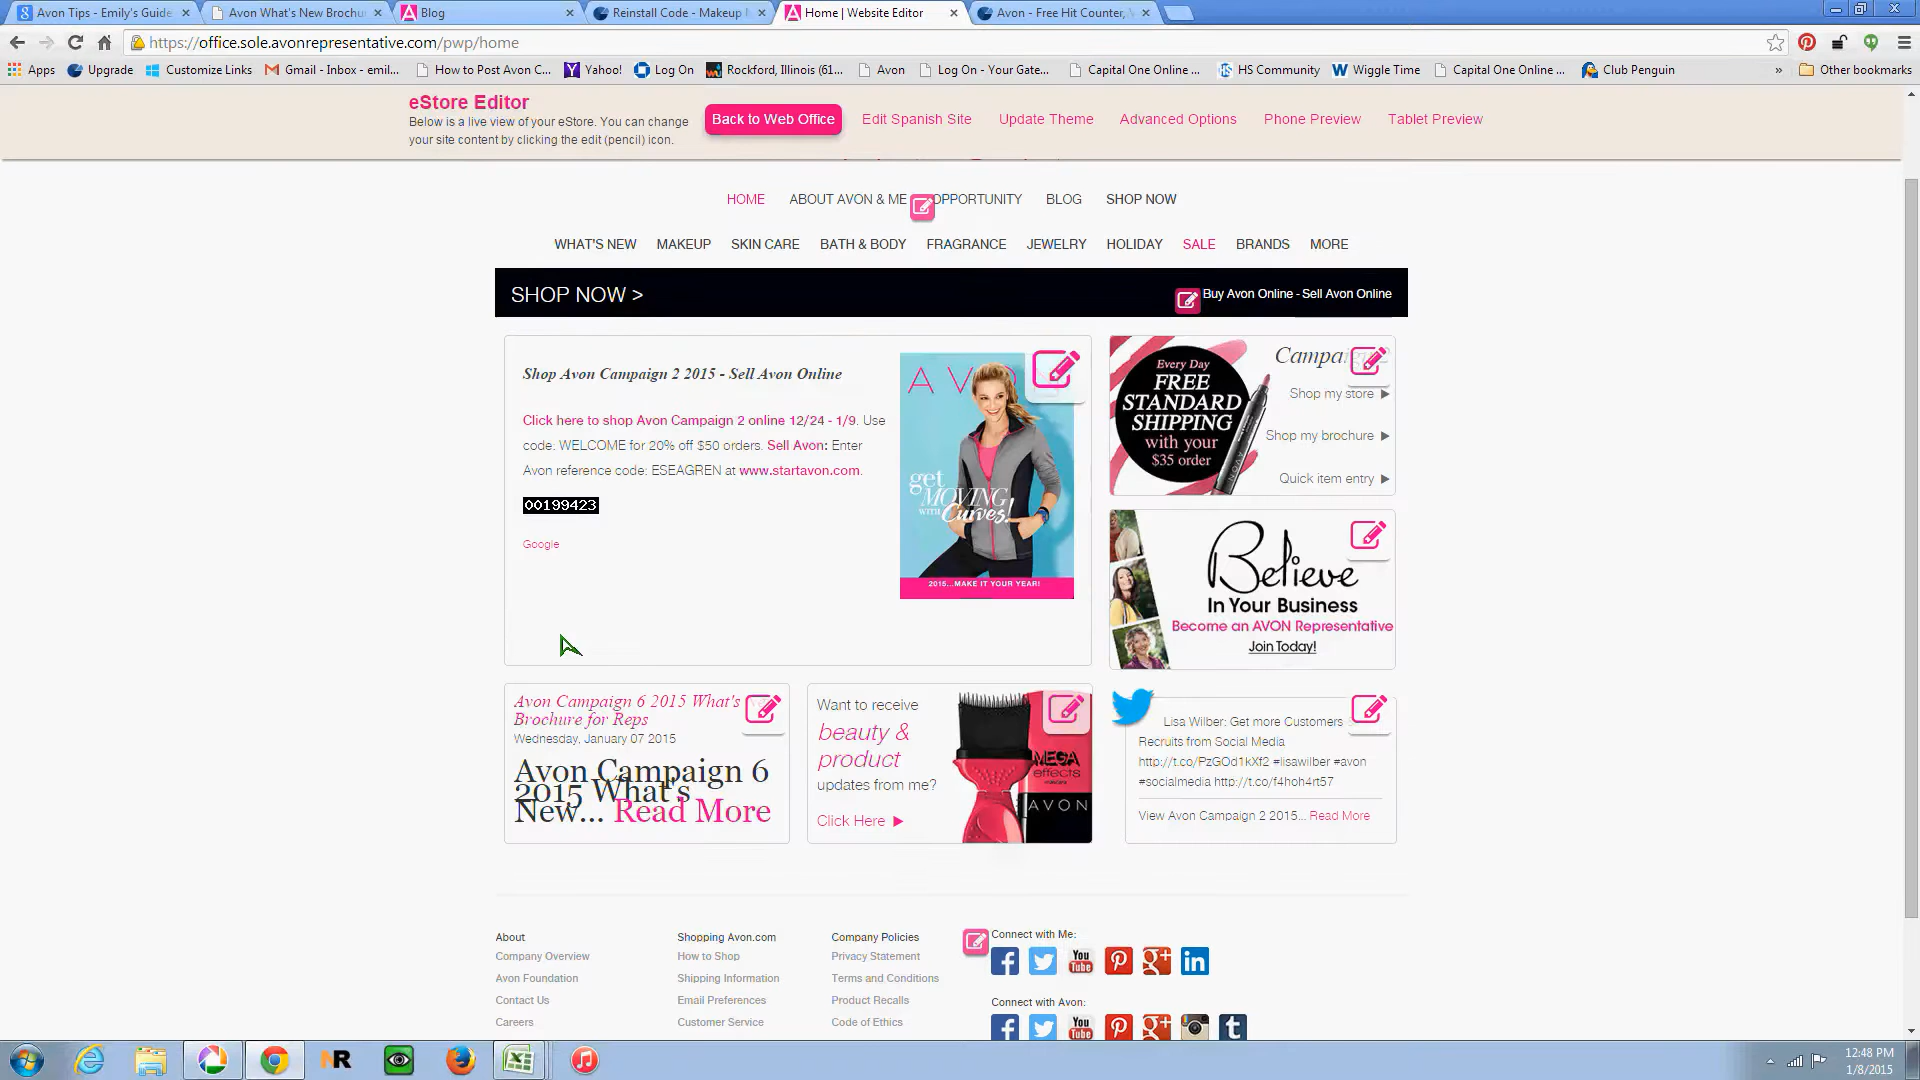 Avon Tips - Emily's Guide
Avon What's New Brochur
Blog
Reinstall Code - Makeup
Home | Website Editor
Avon - Free Hit Counter,
https://office.sole.avonrepresentative.com/pwp/home
Apps
Upgrade
Customize Links
Gmail - Inbox - emil...
How to Post Avon C...
Yahoo!
Log On
Rockford, Illinois (61...
Avon
Log On - Your Gate...
Capital One Online ...
HS Community
Wiggle Time
Capital One Online ...
Club Penguin
»
Other bookmarks
eStore Editor
Below is a live view of your eStore. You can change
your site content by clicking the edit (pencil) icon.
Back to Web Office
Edit Spanish Site
Update Theme
Advanced Options
Phone Preview
Tablet Preview
HOME
ABOUT AVON & ME
OPPORTUNITY
BLOG
SHOP NOW
WHAT'S NEW
MAKEUP
SKIN CARE
BATH & BODY
FRAGRANCE
JEWELRY
HOLIDAY
SALE
BRANDS
MORE
SHOP NOW >
Buy Avon Online - Sell Avon Online
Shop Avon Campaign 2 2015 - Sell Avon Online
Click here to shop Avon Campaign 2 online 12/24 - 1/9. Use
code: WELCOME for 20% off $50 orders. Sell Avon: Enter
Avon reference code: ESEAGREN at www.startavon.com.
00199423
Google
A V O
get
MOVING
with Curves!
2015...MAKE IT YOUR YEAR!
Every Day
FREE
STANDARD
SHIPPING
with your
$35 order
AVON
Campaign 2
Shop my store
Shop my brochure
Quick item entry
Believe
In Your Business
Become an AVON Representative
Join Today!
Avon Campaign 6 2015 What's
Brochure for Reps
Wednesday, January 07 2015
Avon Campaign 6
2015 What's
New... Read More
Want to receive
beauty &
product
updates from me?
Click Here
MEGA
effects
mascara
AVON
Lisa Wilber: Get more Customers
Recruits from Social Media
http://t.co/PzGOd1kXf2 #lisawilber #avon
#socialmedia http://t.co/f4hoh4rt57
View Avon Campaign 2 2015... Read More
About
Company Overview
Avon Foundation
Contact Us
Careers
Shopping Avon.com
How to Shop
Shipping Information
Email Preferences
Customer Service
Company Policies
Privacy Statement
Terms and Conditions
Product Recalls
Code of Ethics
Connect with Me:
You
Tube
Connect with Avon:
You
Tube
NR
12:48 PM
1/8/2015